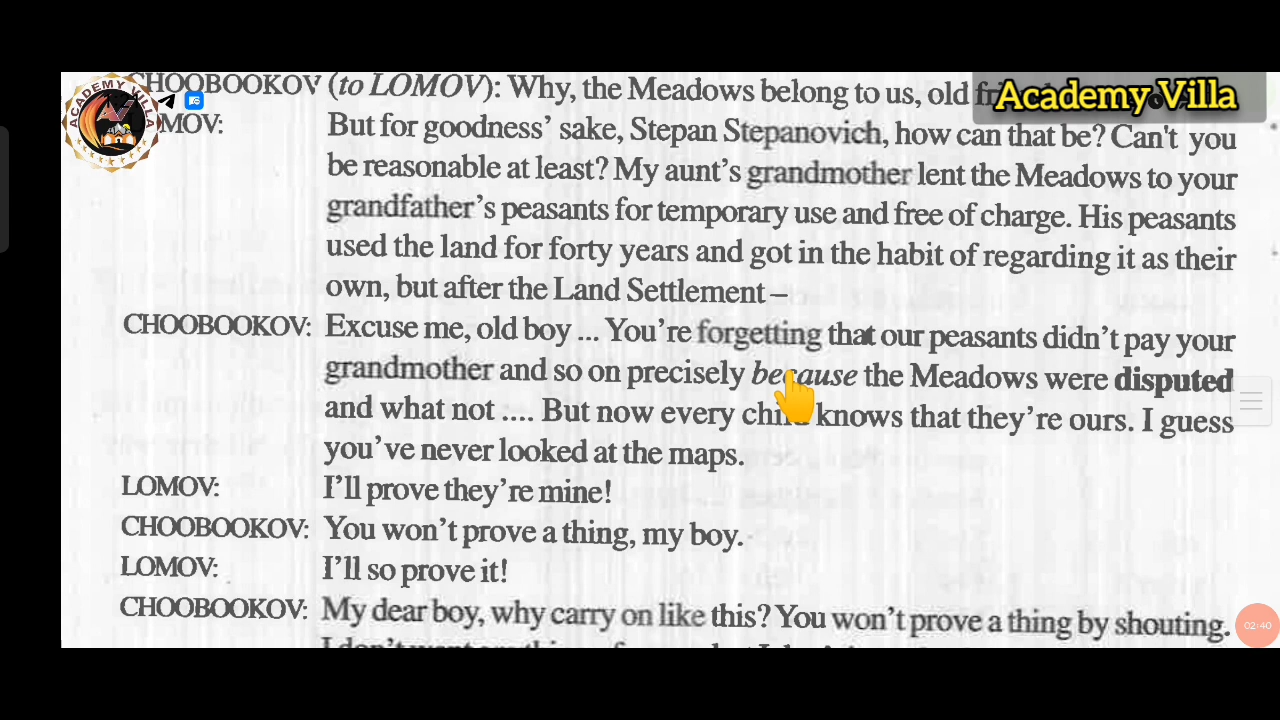 Academy Villa
ACADEMY VILLA
CHOOBOOKOV (to LOMOV): Why, the Meadows belong to us, old
MOV: But for goodness’ sake, Stepan Stepanovich, how can that be? Can't you
be reasonable at least? My aunt’s grandmother lent the Meadows to your
grandfather’s peasants for temporary use and free of charge. His peasants
used the land for forty years and got in the habit of regarding it as their
own, but after the Land Settlement –
CHOOBOOKOV: Excuse me, old boy ... You’re forgetting that our peasants didn’t pay your
grandmother and so on precisely because the Meadows were disputed
and what not .... But now every child knows that they’re ours. I guess
you’ve never looked at the maps.
LOMOV: I’ll prove they’re mine!
CHOOBOOKOV: You won’t prove a thing, my boy.
LOMOV: I’ll so prove it!
CHOOBOOKOV: My dear boy, why carry on like this? You won’t prove a thing by shouting.
02:40